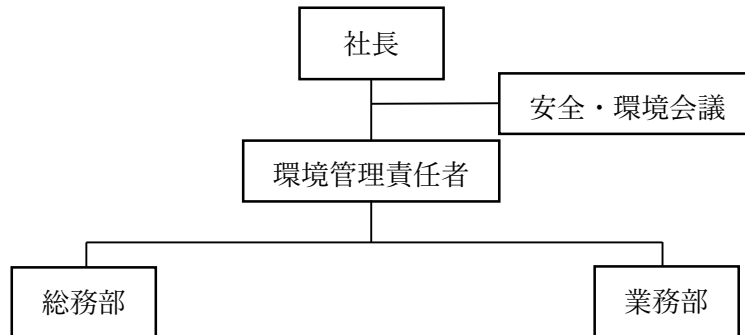 社長
安全・環境会議
環境管理責任者
総務部
業務部